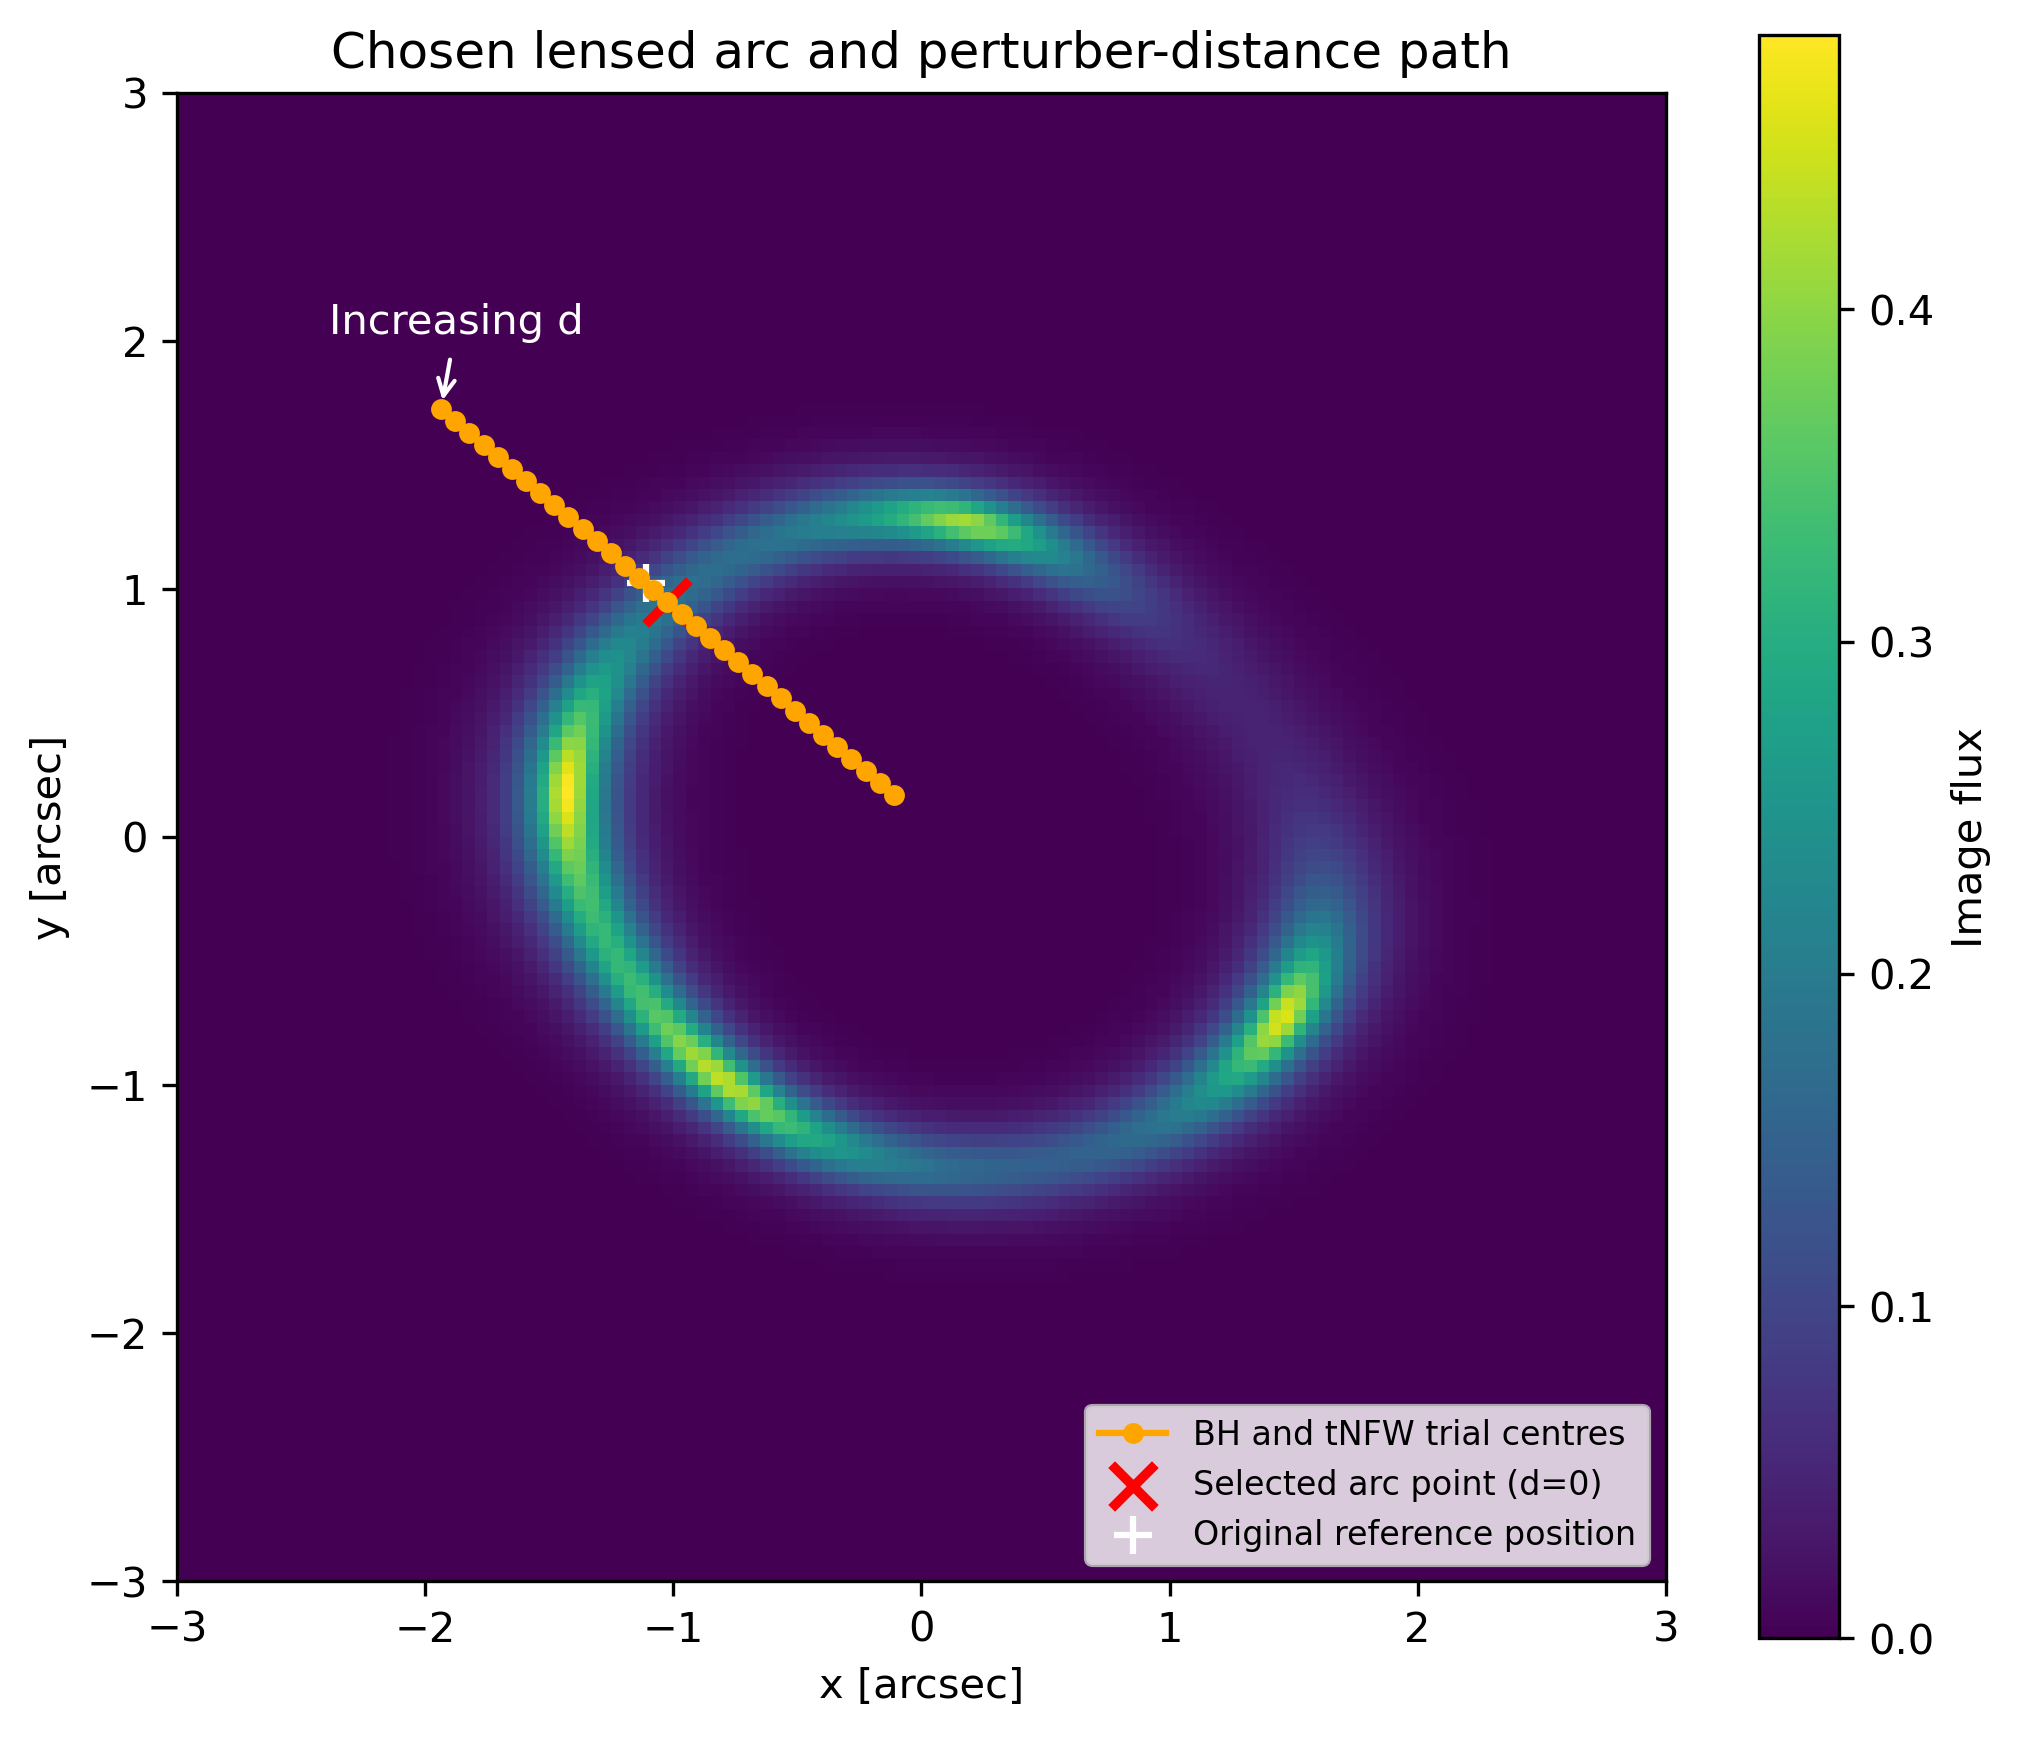 Chosen lensed arc and perturber-distance path
3
2
1
0
−1
−2
−3
y [arcsec]
Increasing d
BH and tNFW trial centres
Selected arc point (d=0)
Original reference position
−3
−2
−1
0
1
2
3
x [arcsec]
0.4
0.3
0.2
0.1
0.0
Image flux